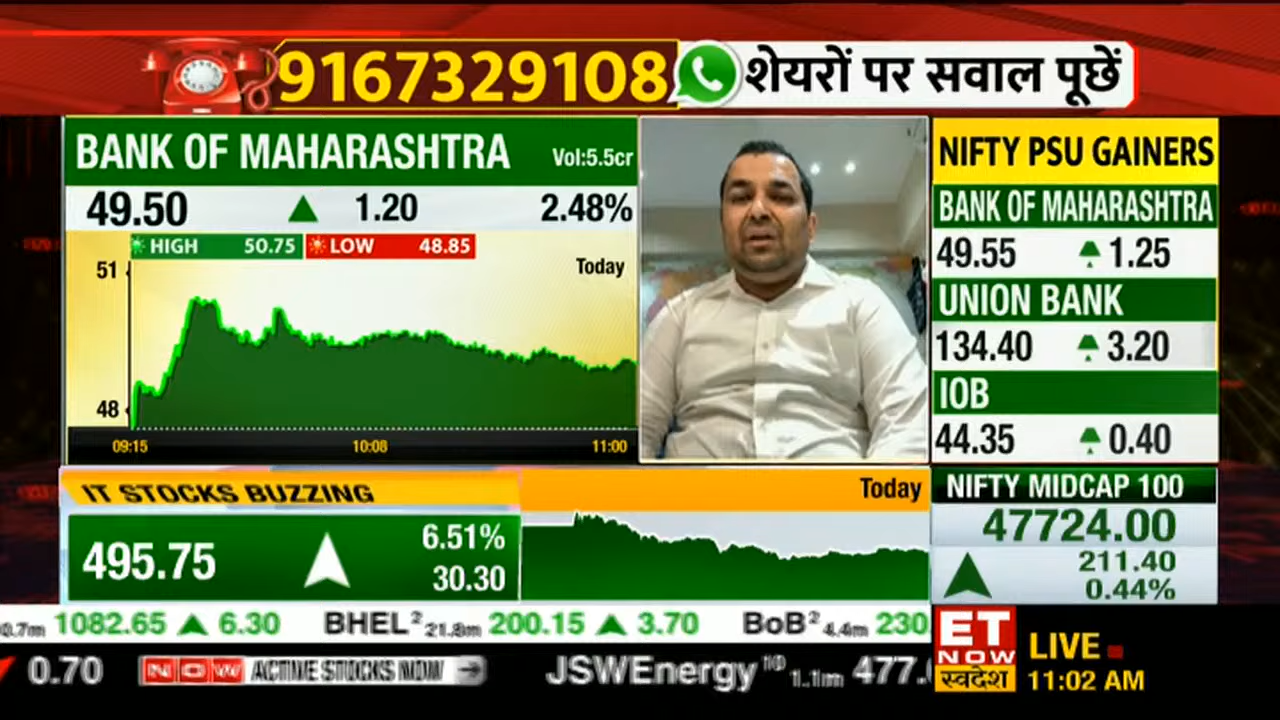 9167329108 शेयरों पर सवाल पूछें
BANK OF MAHARASHTRA Vol:5.5cr
49.50 ▲ 1.20 2.48%
HIGH 50.75 LOW 48.85
Today
51
48
09:15 10:08 11:00
NIFTY PSU GAINERS
BANK OF MAHARASHTRA
49.55 1.25
UNION BANK
134.40 3.20
IOB
44.35 0.40
IT STOCKS BUZZING
495.75 6.51%
30.30
Today
NIFTY MIDCAP 100
47724.00
211.40
0.44%
1082.65 ▲ 6.30 BHEL² 21.8m 200.15 ▲ 3.70 BoB² 4.4m 230
0.70 NOW ACTIVE STOCKS NOW → JSWEnergy¹⁰ 1.1m 477.
ET
NOW
स्वदेश
LIVE
11:02 AM